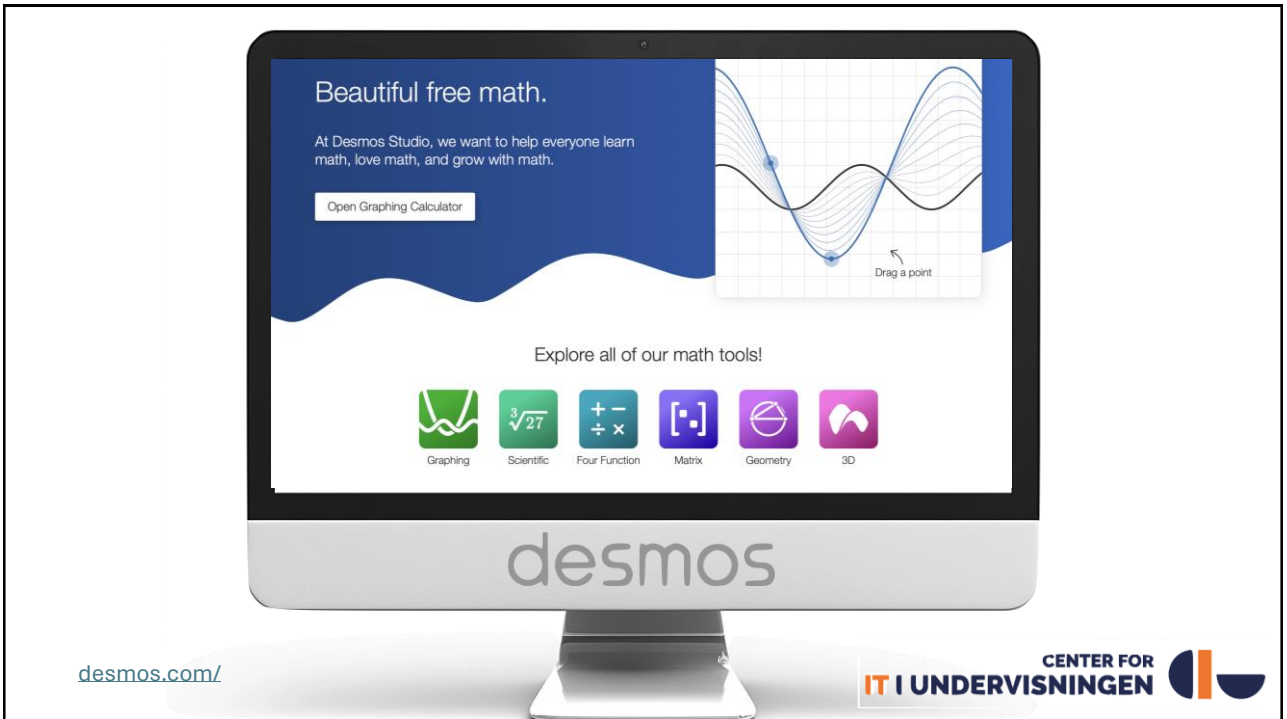 Beautiful free math.
At Desmos Studio, we want to help everyone learn
math, love math, and grow with math.
Open Graphing Calculator
Drag a point
Explore all of our math tools!
∛27
+ −
÷ ×
Graphing
Scientific
Four Function
Matrix
Geometry
3D
desmos
desmos.com/
CENTER FOR
IT I UNDERVISNINGEN